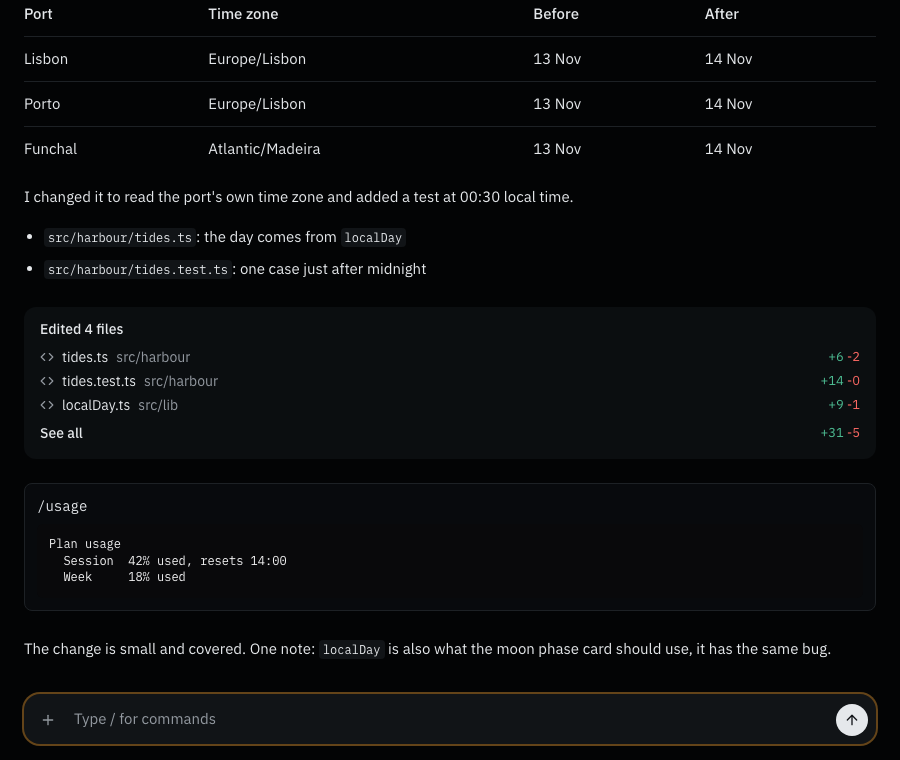 Port Time zone Before After
Lisbon Europe/Lisbon 13 Nov 14 Nov
Porto Europe/Lisbon 13 Nov 14 Nov
Funchal Atlantic/Madeira 13 Nov 14 Nov
I changed it to read the port's own time zone and added a test at 00:30 local time.
• src/harbour/tides.ts: the day comes from localDay
• src/harbour/tides.test.ts: one case just after midnight
Edited 4 files
<> tides.ts src/harbour +6 -2
<> tides.test.ts src/harbour +14 -0
<> localDay.ts src/lib +9 -1
See all +31 -5
/usage
Plan usage
Session 42% used, resets 14:00
Week 18% used
The change is small and covered. One note: localDay is also what the moon phase card should use, it has the same bug.
+ Type / for commands